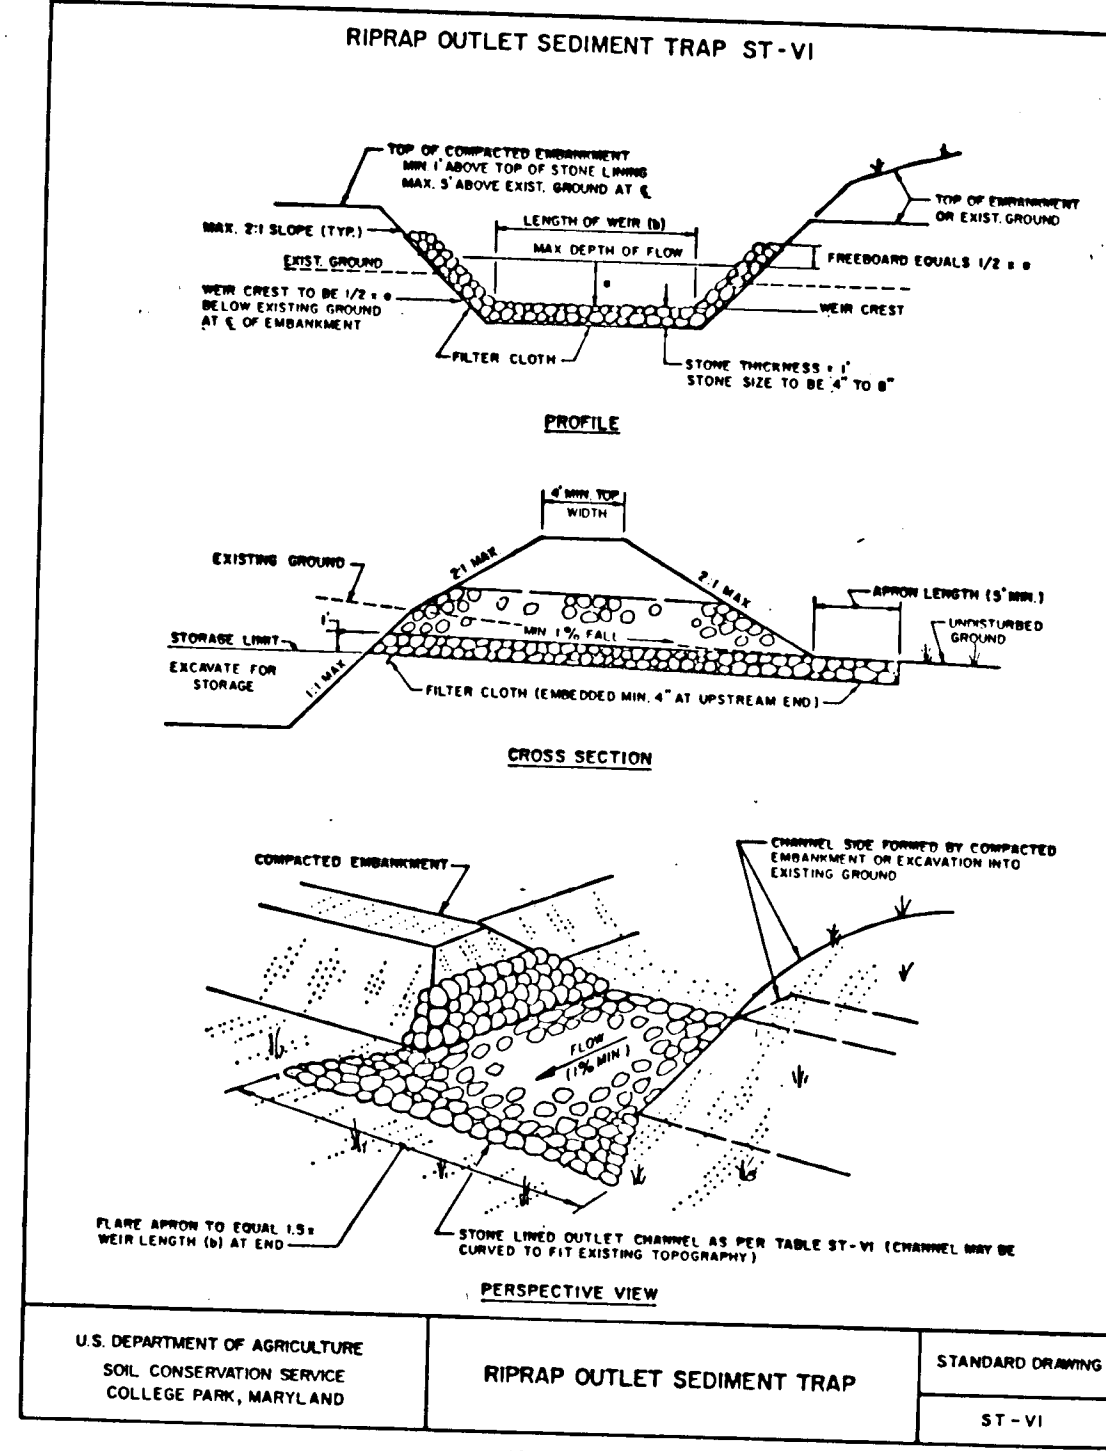 RIPRAP OUTLET SEDIMENT TRAP ST-VI
TOP OF COMPACTED EMBANKMENT
MIN. 1' ABOVE TOP OF STONE LINING
MAX. 5' ABOVE EXIST. GROUND AT ℄
TOP OF EMBANKMENT
OR EXIST. GROUND
LENGTH OF WEIR (b)
MAX. 2:1 SLOPE (TYP.)
MAX DEPTH OF FLOW
FREEBOARD EQUALS 1/2 x a
EXIST. GROUND
a
WEIR CREST TO BE 1/2 x a
BELOW EXISTING GROUND
AT ℄ OF EMBANKMENT
WEIR CREST
FILTER CLOTH
STONE THICKNESS = 1'
STONE SIZE TO BE 4" TO 8"
PROFILE
4' MIN. TOP
WIDTH
EXISTING GROUND
2:1 MAX
2:1 MAX
APRON LENGTH (5' MIN.)
1'
MIN 1% FALL
UNDISTURBED
GROUND
STORAGE LIMIT
EXCAVATE FOR
STORAGE
1:1 MAX
FILTER CLOTH (EMBEDDED MIN. 4" AT UPSTREAM END)
CROSS SECTION
COMPACTED EMBANKMENT
CHANNEL SIDE FORMED BY COMPACTED
EMBANKMENT OR EXCAVATION INTO
EXISTING GROUND
FLOW
(1% MIN)
FLARE APRON TO EQUAL 1.5x
WEIR LENGTH (b) AT END
STONE LINED OUTLET CHANNEL AS PER TABLE ST-VI (CHANNEL MAY BE
CURVED TO FIT EXISTING TOPOGRAPHY)
PERSPECTIVE VIEW
U.S. DEPARTMENT OF AGRICULTURE
SOIL CONSERVATION SERVICE
COLLEGE PARK, MARYLAND
RIPRAP OUTLET SEDIMENT TRAP
STANDARD DRAWING
ST-VI